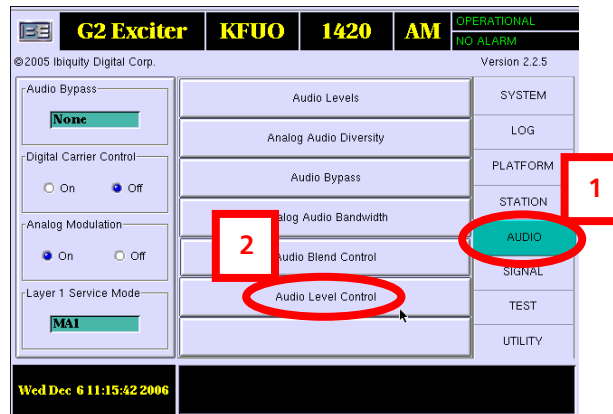 G2 Exciter KFUO 1420 AM
OPERATIONAL
NO ALARM
©2005 Ibiquity Digital Corp.
Version 2.2.5
Audio Bypass
None
Digital Carrier Control
On Off
Analog Modulation
On Off
Layer 1 Service Mode
MA1
Audio Levels
Analog Audio Diversity
Audio Bypass
alog Audio Bandwidth
2
Audio Blend Control
Audio Level Control
SYSTEM
LOG
PLATFORM
1
STATION
AUDIO
SIGNAL
TEST
UTILITY
Wed Dec 6 11:15:42 2006